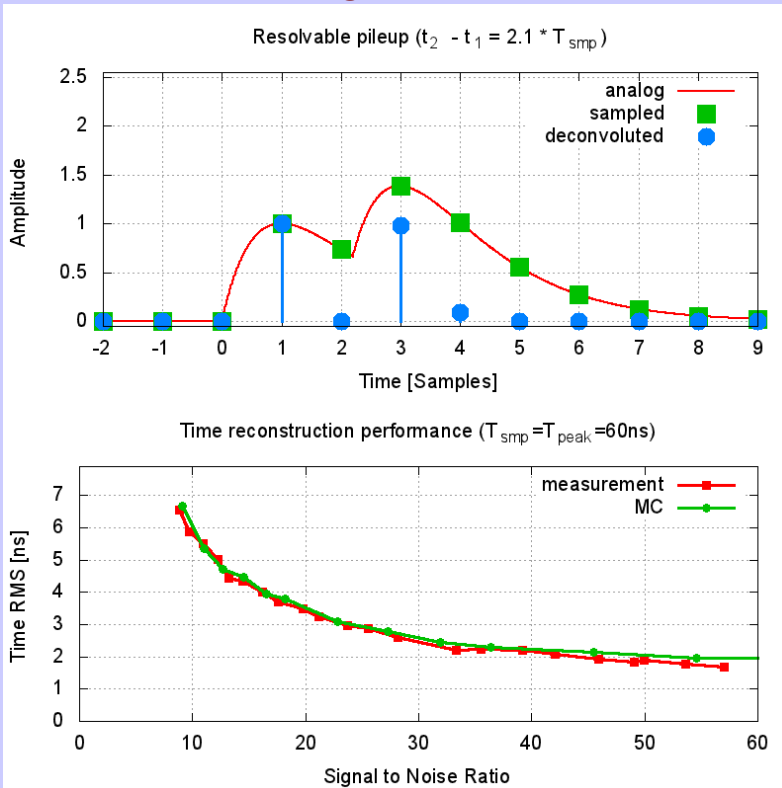 Resolvable pileup (t2 - t1 = 2.1 * Tsmp)
2.5
2
1.5
1
0.5
0
Amplitude
analog
sampled
deconvoluted
-2 -1 0 1 2 3 4 5 6 7 8 9
Time [Samples]
Time reconstruction performance (Tsmp=Tpeak=60ns)
7
6
5
4
3
2
1
0
Time RMS [ns]
measurement
MC
0 10 20 30 40 50 60
Signal to Noise Ratio